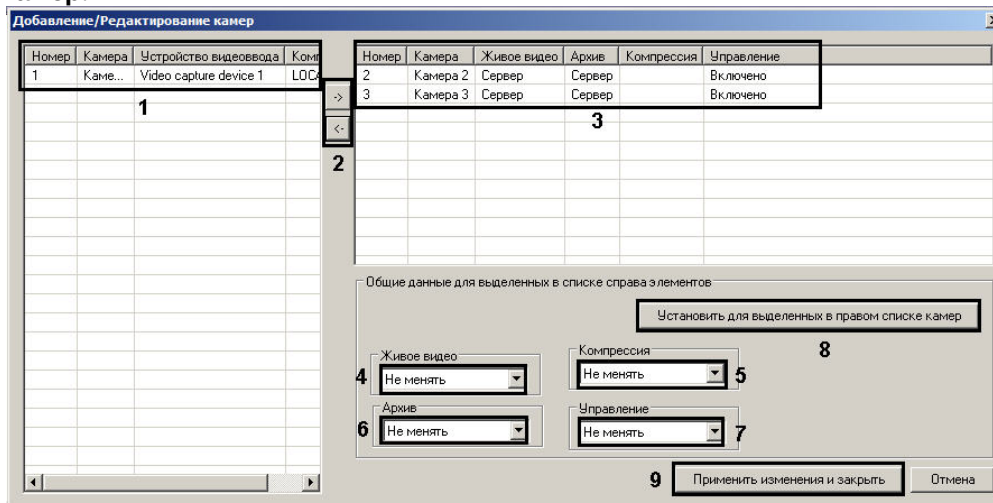 Добавление/Редактирование камер
Номер Камера Устройство видеоввода
1 Каме... Video capture device 1
1
-> 
<-
2
Номер Камера Живое видео Архив Компрессия Управление
2 Камера 2 Сервер Сервер Включено
3 Камера 3 Сервер Сервер Включено
3
Общие данные для выделенных в списке справа элементов
Установить для выделенных в правом списке камер
8
Живое видео
4 Не менять
Компрессия
Не менять 5
Архив
6 Не менять
Управление
Не менять 7
9 Применить изменения и закрыть Отмена